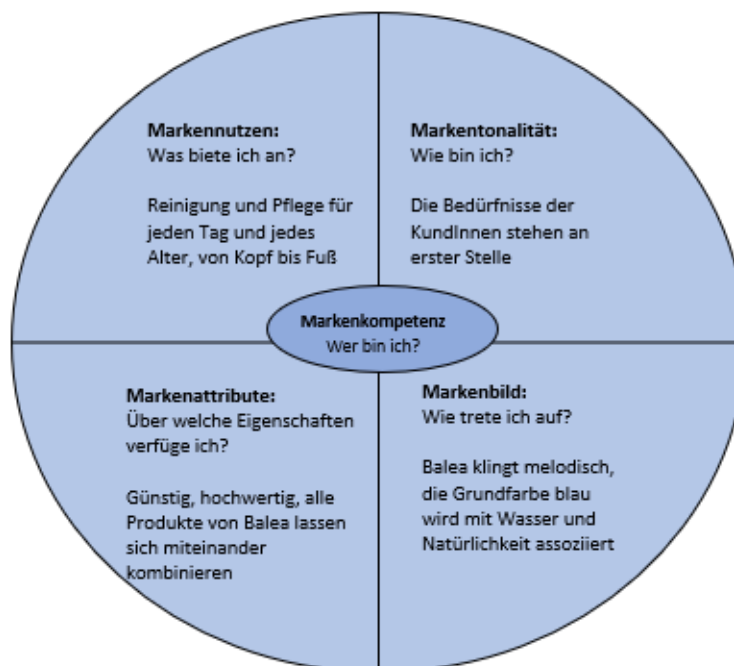 Markennutzen:
Was biete ich an?
Reinigung und Pflege für
jeden Tag und jedes
Alter, von Kopf bis Fuß
Markentonalität:
Wie bin ich?
Die Bedürfnisse der
KundInnen stehen an
erster Stelle
Markenkompetenz
Wer bin ich?
Markenattribute:
Über welche Eigenschaften
verfüge ich?
Günstig, hochwertig, alle
Produkte von Balea lassen
sich miteinander
kombinieren
Markenbild:
Wie trete ich auf?
Balea klingt melodisch,
die Grundfarbe blau
wird mit Wasser und
Natürlichkeit assoziiert